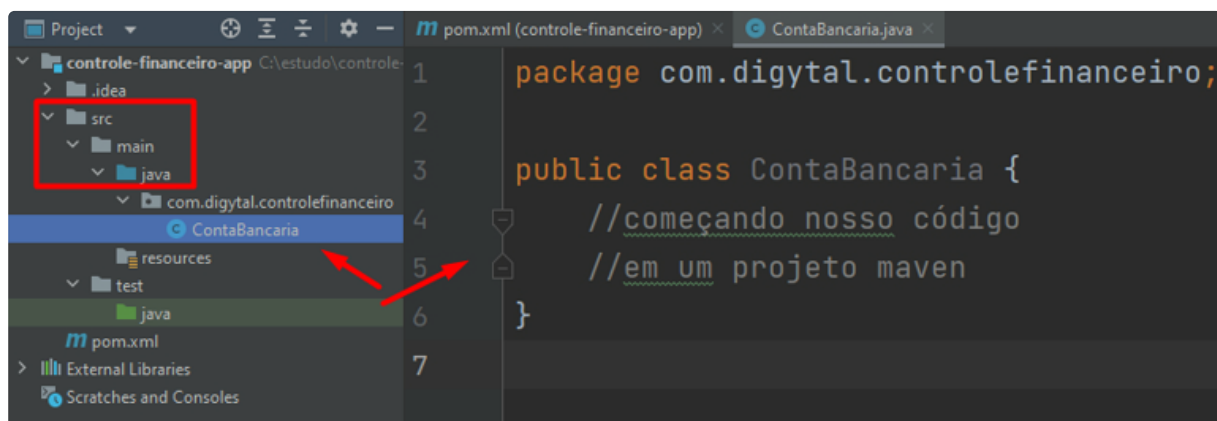 Project
controle-financeiro-app C:\estudo\controle-
.idea
src
main
java
com.digytal.controlefinanceiro
ContaBancaria
resources
test
java
pom.xml
External Libraries
Scratches and Consoles
pom.xml (controle-financeiro-app)
ContaBancaria.java
1 package com.digytal.controlefinanceiro;
2
3 public class ContaBancaria {
4 //começando nosso código
5 //em um projeto maven
6 }
7